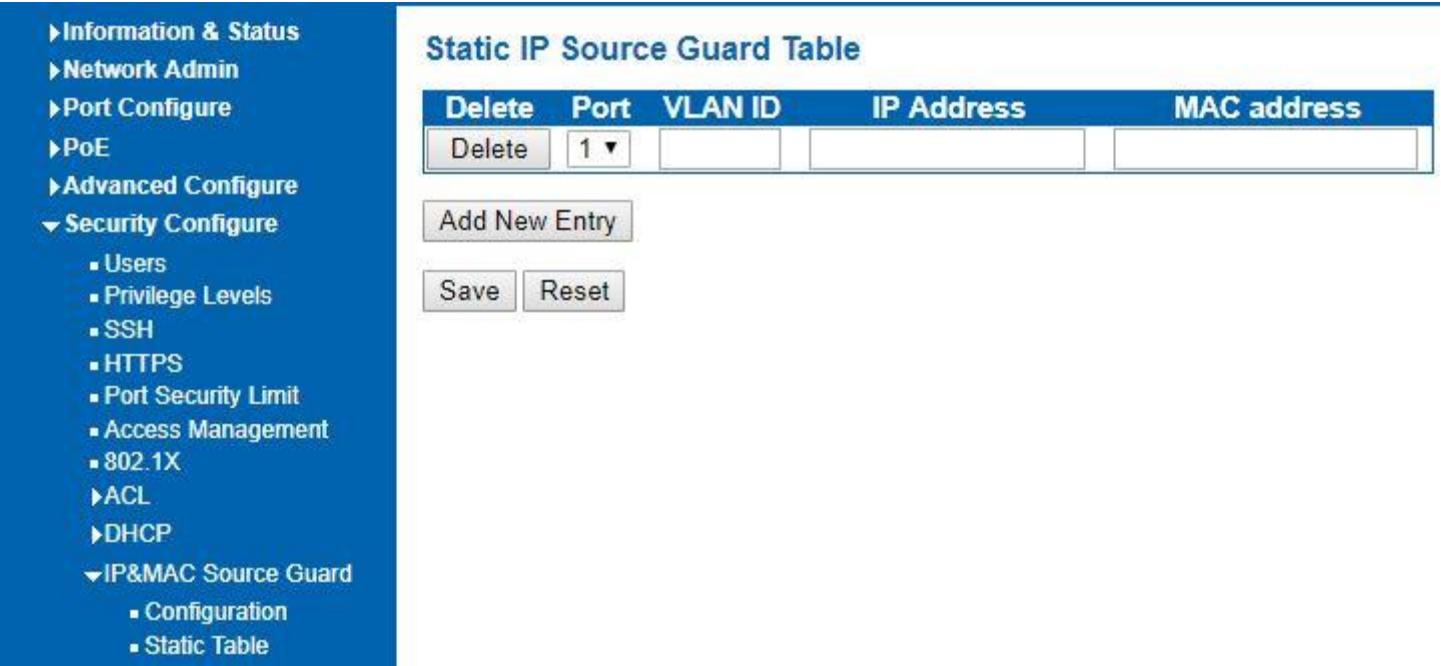 Information & Status
Network Admin
Port Configure
PoE
Advanced Configure
Security Configure
Users
Privilege Levels
SSH
HTTPS
Port Security Limit
Access Management
802.1X
ACL
DHCP
IP&MAC Source Guard
Configuration
Static Table
Static IP Source Guard Table
Delete Port VLAN ID IP Address MAC address
Delete 1
Add New Entry
Save Reset